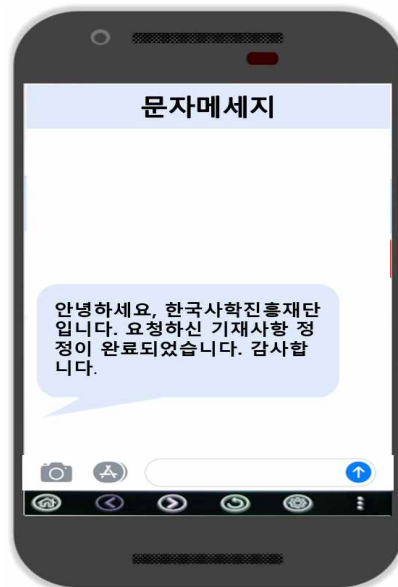 문자메세지
안녕하세요, 한국사학진흥재단
입니다. 요청하신 기재사항 정
정이 완료되었습니다. 감사합
니다.